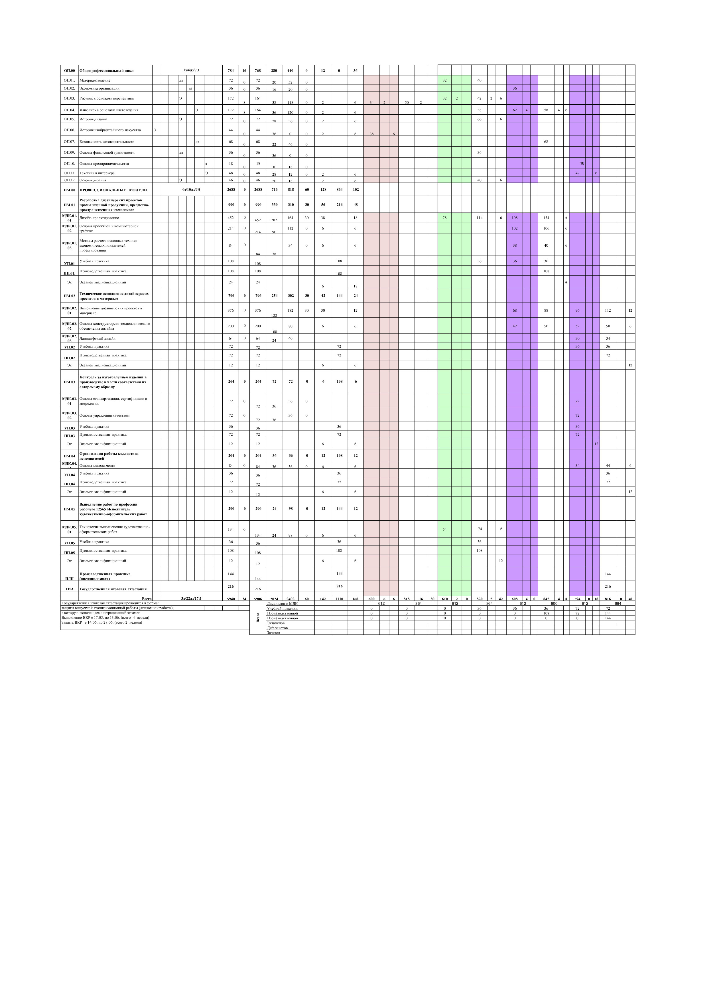 ОП.00 Общепрофессиональный цикл 1з/6дз/7Э 784 16 768 280 440 0 12 0 36
ОП.01. Материаловедение дз 72 0 72 20 52 0 32 40
ОП.02. Экономика организации дз 36 0 36 16 20 0 36
ОП.03. Рисунок с основами перспективы Э 172 8 164 38 118 0 2 6 34 2 50 2 32 2 42 2 6
ОП.04. Живопись с основами цветоведения Э 172 8 164 36 120 0 2 6 38 62 4 58 4 6
ОП.05. История дизайна Э 72 0 72 28 36 0 2 6 66 6
ОП.06. История изобразительного искусства Э 44 0 44 36 0 0 2 6 38 6
ОП.07. Безопасность жизнедеятельности дз 68 0 68 22 46 0 68
ОП.09. Основы финансовой грамотности дз 36 0 36 36 0 0 36
ОП.10. Основы предпринимательства з 18 0 18 0 18 0 18
ОП.11 Текстиль в интерьере Э 48 0 48 28 12 0 2 6 42 6
ОП.12 Основы дизайна Э 46 0 46 20 18 2 6 40 6
ПМ.00 ПРОФЕССИОНАЛЬНЫЕ МОДУЛИ 0з/10дз/9Э 2688 0 2688 716 818 60 128 864 102
Разработка дизайнерских проектов
ПМ.01 промышленной продукции, предметно- 990 0 990 330 310 30 56 216 48
пространственных комплексов
МДК.01.
01 Дизайн-проектирование 452 0 452 202 164 30 38 18 78 114 6 108 134 #
МДК.01. Основы проектной и компьютерной
02 графики 214 0 214 90 112 0 6 6 102 106 6
Методы расчета основных технико-
МДК.01. экономических показателей
03 проектирования 84 0 84 38 34 0 6 6 38 40 6
УП.01 Учебная практика 108 108 108 36 36 36
ПП.01. Производственная практика 108 108 108 108
Эк Экзамен квалификационный 24 24 6 18 #
ПМ.02 Техническое исполнение дизайнерских
проектов в материале 796 0 796 254 302 30 42 144 24
МДК.02. Выполнение дизайнерских проектов в
01 материале 376 0 376 122 182 30 30 12 68 88 96 112 12
МДК.02. Основы конструкторско-технологического
02 обеспечения дизайна 200 0 200 108 80 6 6 42 50 52 50 6
МДК.02.
03 Ландшафтный дизайн 64 0 64 24 40 30 34
УП.02 Учебная практика 72 72 72 36 36
ПП.02 Производственная практика 72 72 72 72
Эк Экзамен квалификационный 12 12 6 6 12
Контроль за изготовлением изделий в
ПМ.03 производстве в части соответствия их 264 0 264 72 72 0 6 108 6
авторскому образцу
МДК.03. Основы стандартизации, сертификации и
01 метрологии 72 0 72 36 36 0 72
МДК.03.
02 Основы управления качеством 72 0 72 36 36 0 72
УП.03 Учебная практика 36 36 36 36
ПП.03 Производственная практика 72 72 72 72
Эк Экзамен квалификационный 12 12 6 6 12
ПМ.04 Организация работы коллектива
исполнителей 204 0 204 36 36 0 12 108 12
МДК.04.
01 Основы менеджмента 84 0 84 36 36 0 6 6 34 44 6
УП.04 Учебная практика 36 36 36 36
ПП.04 Производственная практика 72 72 72 72
Эк Экзамен квалификационный 12 12 6 6 12
Выполнение работ по профессии
ПМ.05 рабочего 12565 Исполнитель 290 0 290 24 98 0 12 144 12
художественно-оформительских работ
МДК.05. Технология выполненения художественно-
01 оформительских работ 134 0 134 24 98 0 6 6 54 74 6
УП.05 Учебная практика 36 36 36 36
ПП.05 Производственная практика 108 108 108 108
Эк Экзамен квалификационный 12 12 6 6 12
Производственная практика
ПДП (преддипломная) 144 144 144 144
ГИА Государственная итоговая аттестация 216 216 216 216
Всего 3з/22дз/17Э 5940 34 5906 2024 2402 60 142 1110 168 600 6 6 818 16 30 610 2 0 820 2 42 608 4 0 842 4 # 594 0 18 816 0 48
Государственная итоговая аттестация проводится в форме: Всего Дисциплин и МДК 612 864 612 864 612 900 612 864
защиты выпускной квалификационной работы (дипломной работы), Учебной практики 0 0 0 36 36 36 72 72
в которую включен демонстрационный экзамен Производственной 0 0 0 0 0 108 72 144
Выполнение ВКР с 17.05. по 13.06. (всего 4 недели) Производственной 0 0 0 0 0 0 0 144
Защита ВКР с 14.06. по 28.06. (всего 2 недели) Экзаменов
Диф.зачетов
Зачетов